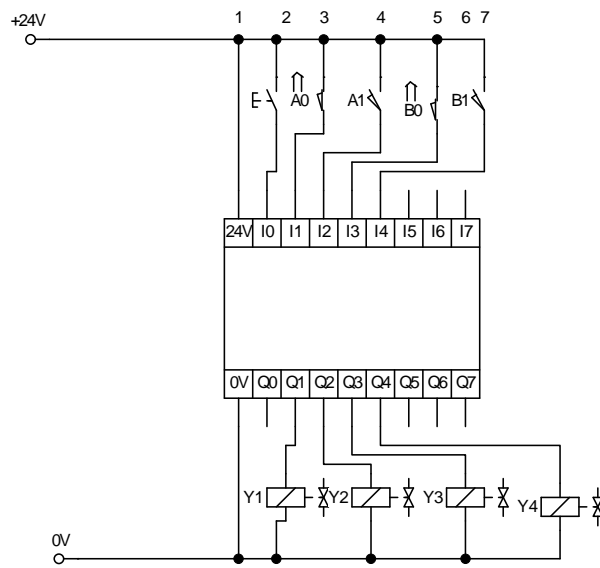 1 2 3 4 5 6 7
+24V
A0 A1 B0 B1
24V I0 I1 I2 I3 I4 I5 I6 I7
0V Q0 Q1 Q2 Q3 Q4 Q5 Q6 Q7
Y1 Y2 Y3 Y4
0V